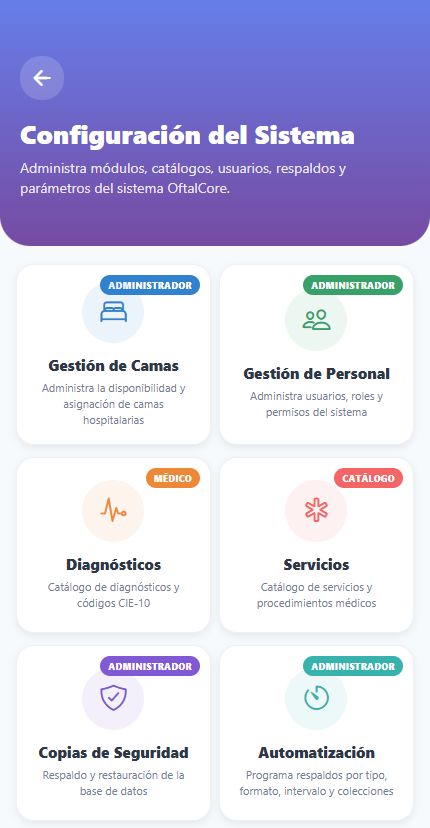 Configuración del Sistema
Administra módulos, catálogos, usuarios, respaldos y
parámetros del sistema OftalCore.
ADMINISTRADOR
Gestión de Camas
Administra la disponibilidad y
asignación de camas
hospitalarias
ADMINISTRADOR
Gestión de Personal
Administra usuarios, roles y
permisos del sistema
MÉDICO
Diagnósticos
Catálogo de diagnósticos y
códigos CIE-10
CATÁLOGO
Servicios
Catálogo de servicios y
procedimientos médicos
ADMINISTRADOR
Copias de Seguridad
Respaldo y restauración de la
base de datos
ADMINISTRADOR
Automatización
Programa respaldos por tipo,
formato, intervalo y colecciones